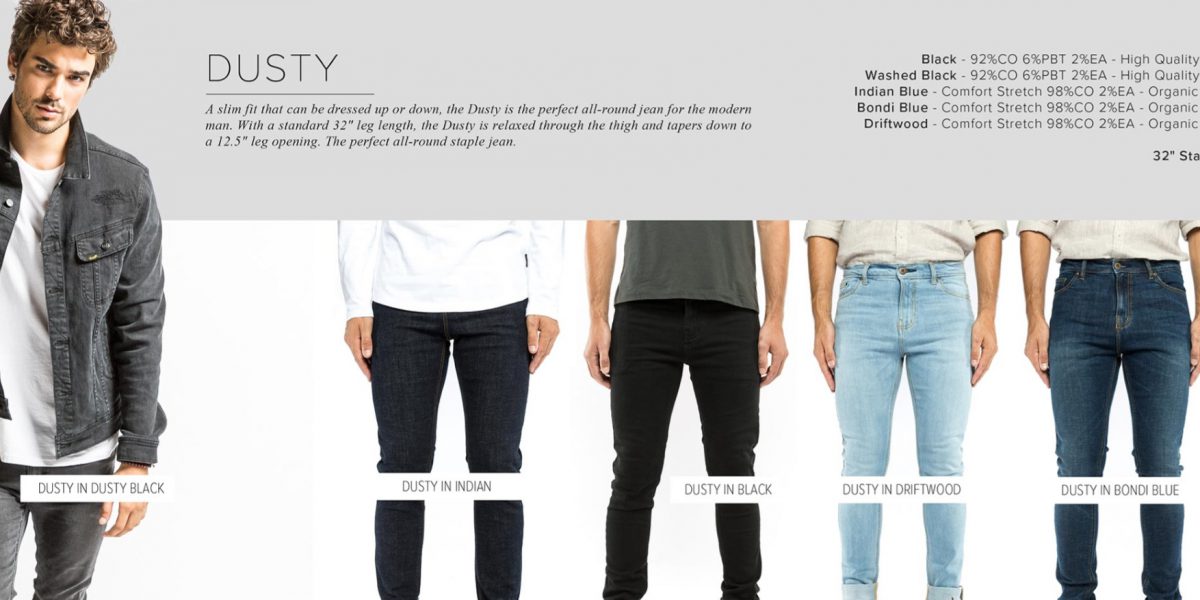 DUSTY
A slim fit that can be dressed up or down, the Dusty is the perfect all-round jean for the modern
man. With a standard 32" leg length, the Dusty is relaxed through the thigh and tapers down to
a 12.5" leg opening. The perfect all-round staple jean.
Black - 92%CO 6%PBT 2%EA - High Quality
Washed Black - 92%CO 6%PBT 2%EA - High Quality
Indian Blue - Comfort Stretch 98%CO 2%EA - Organic
Bondi Blue - Comfort Stretch 98%CO 2%EA - Organic
Driftwood - Comfort Stretch 98%CO 2%EA - Organic
32" Sta
DUSTY IN DUSTY BLACK
DUSTY IN INDIAN
DUSTY IN BLACK
DUSTY IN DRIFTWOOD
DUSTY IN BONDI BLUE